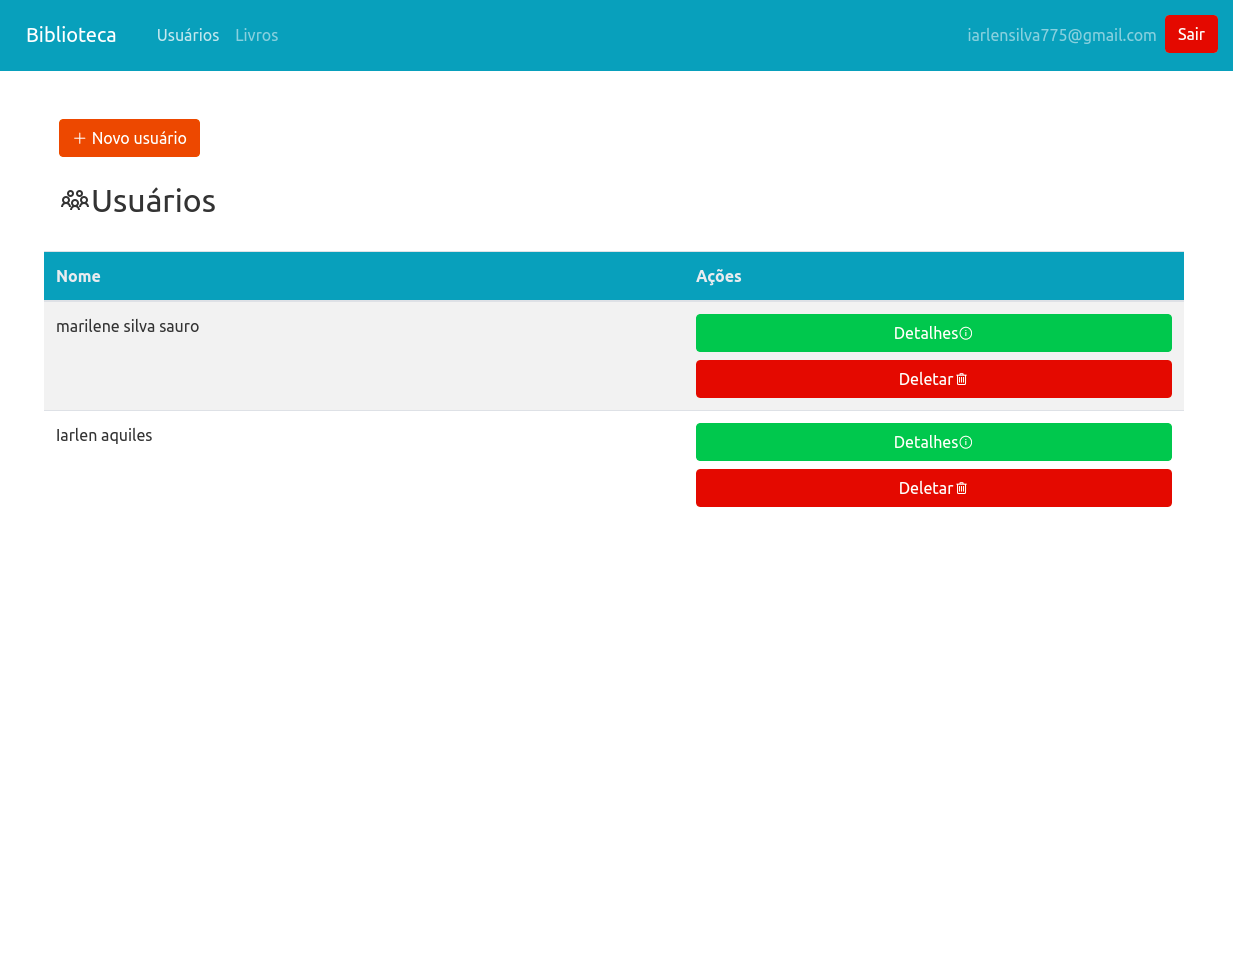 Biblioteca Usuários Livros iarlensilva775@gmail.com Sair
Novo usuário
Usuários
Nome Ações
marilene silva sauro Detalhes
Deletar
Iarlen aquiles Detalhes
Deletar